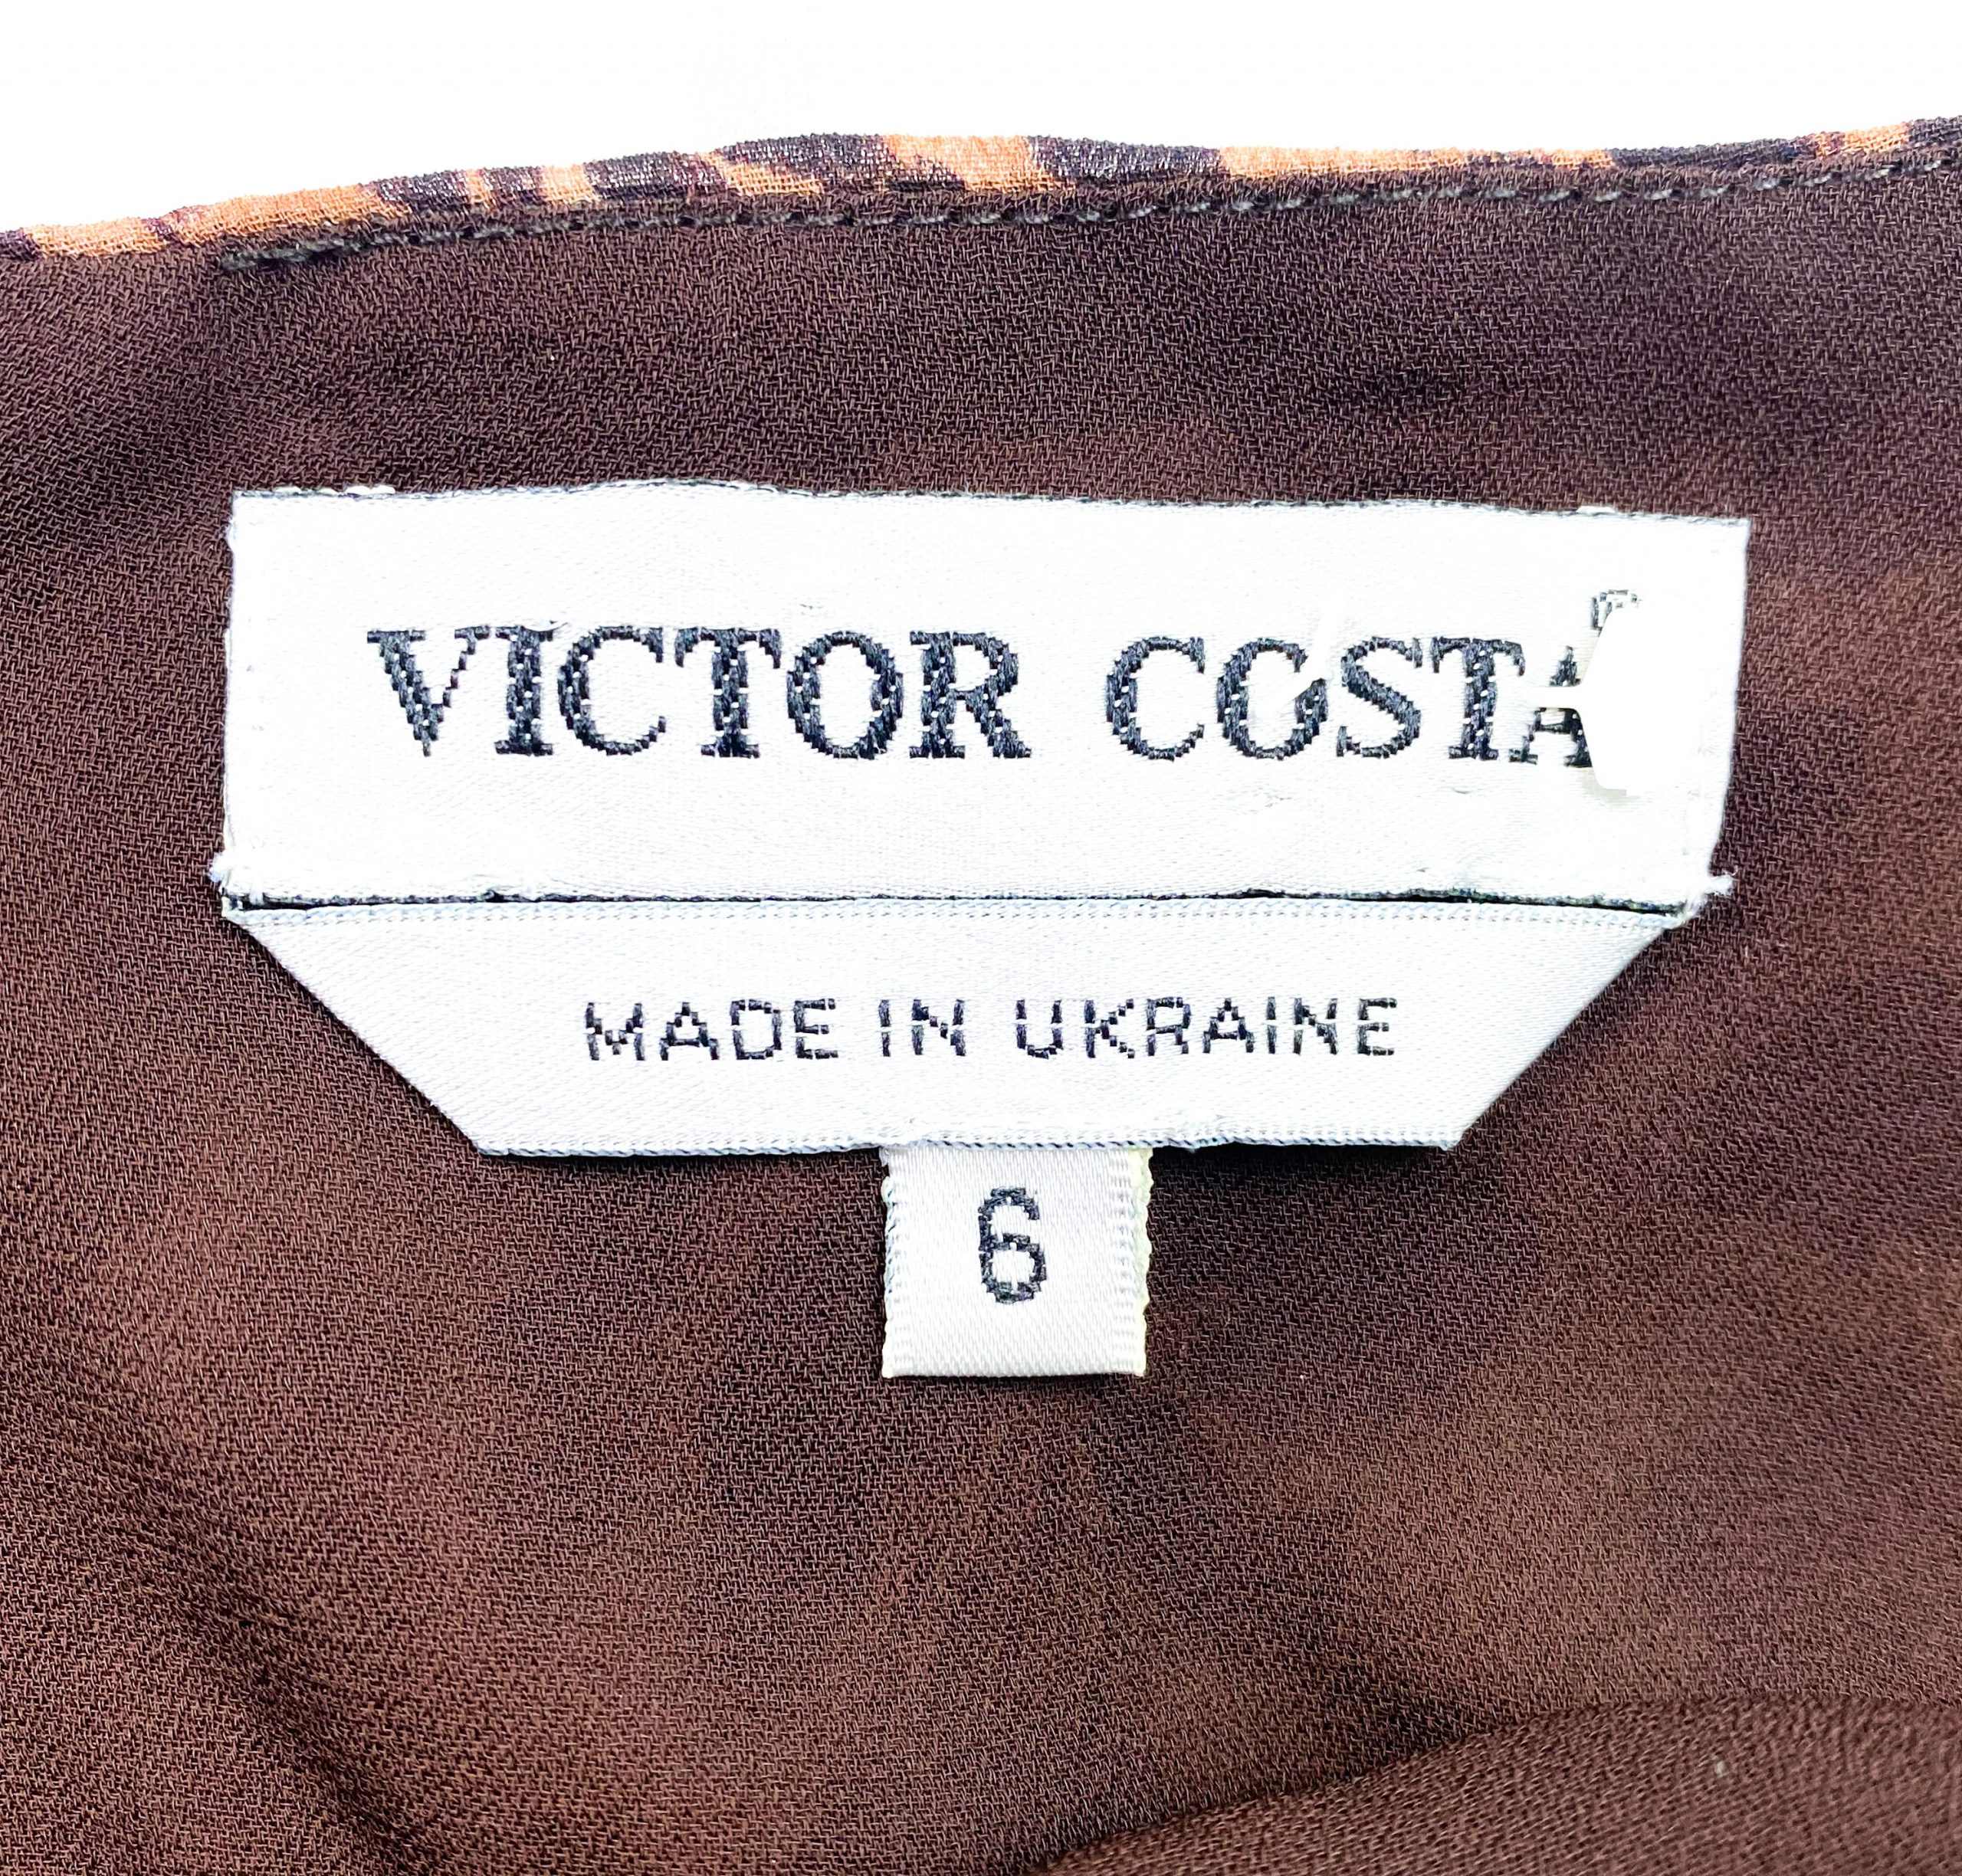 VICTOR COSTA
MADE IN UKRAINE
6